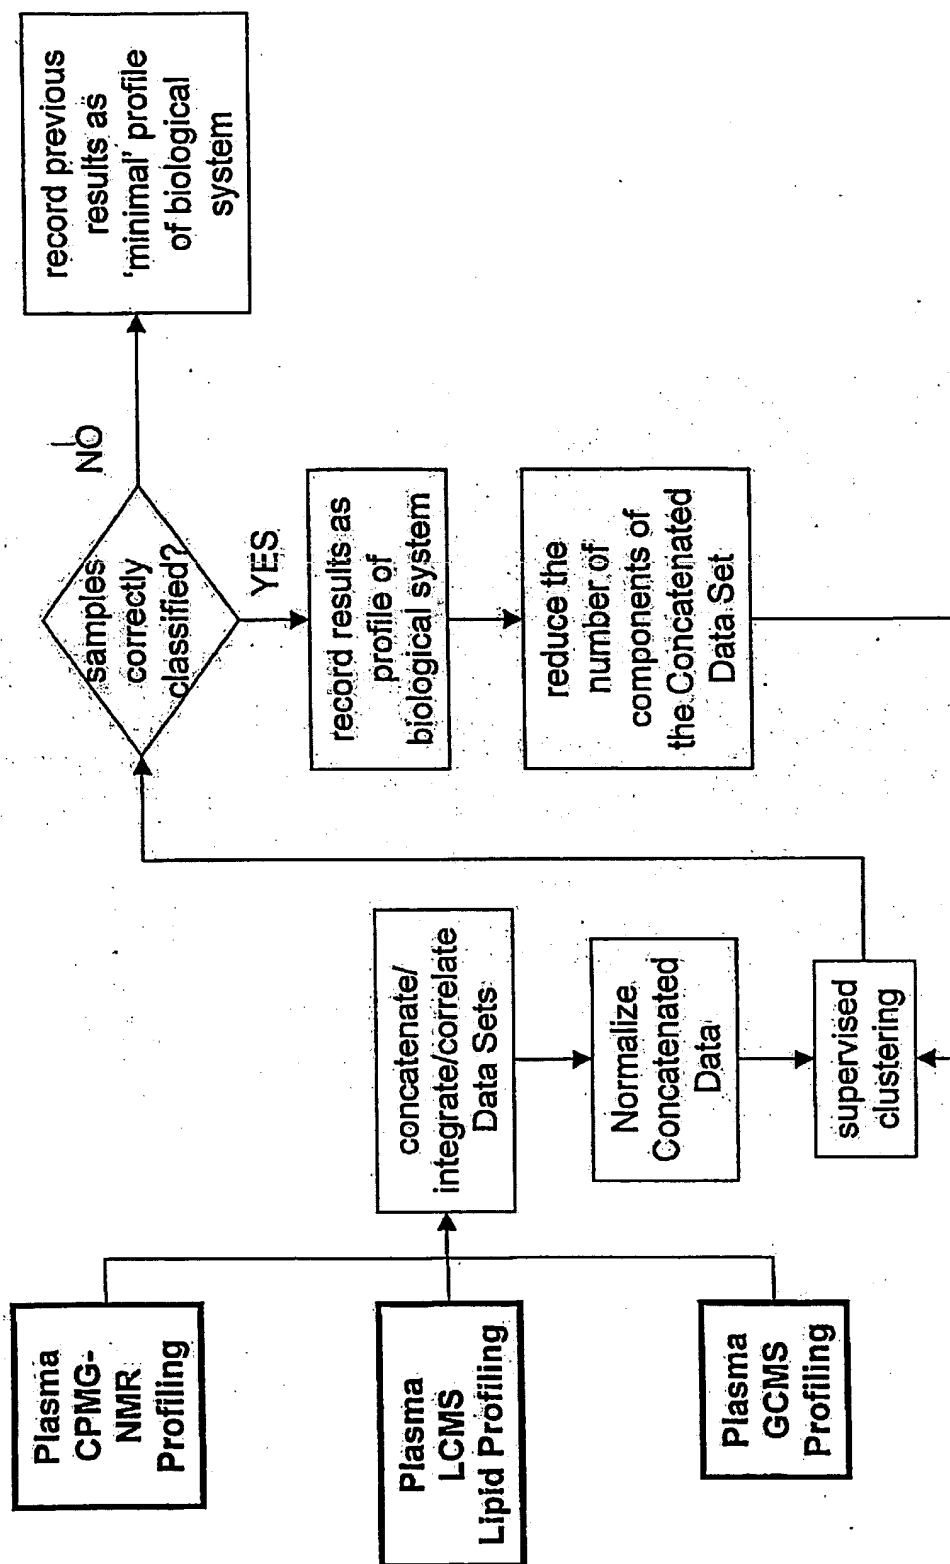 Plasma
CPMG-
NMR
Profiling
Plasma
LCMS
Lipid Profiling
Plasma
GCMS
Profiling
concatenate/
integrate/correlate
Data Sets
Normalize
Concatenated
Data
supervised
clustering
samples
correctly
classified?
NO
YES
record results as
profile of
biological system
reduce the
number of
components of
the Concatenated
Data Set
record previous
results as
'minimal' profile
of biological
system